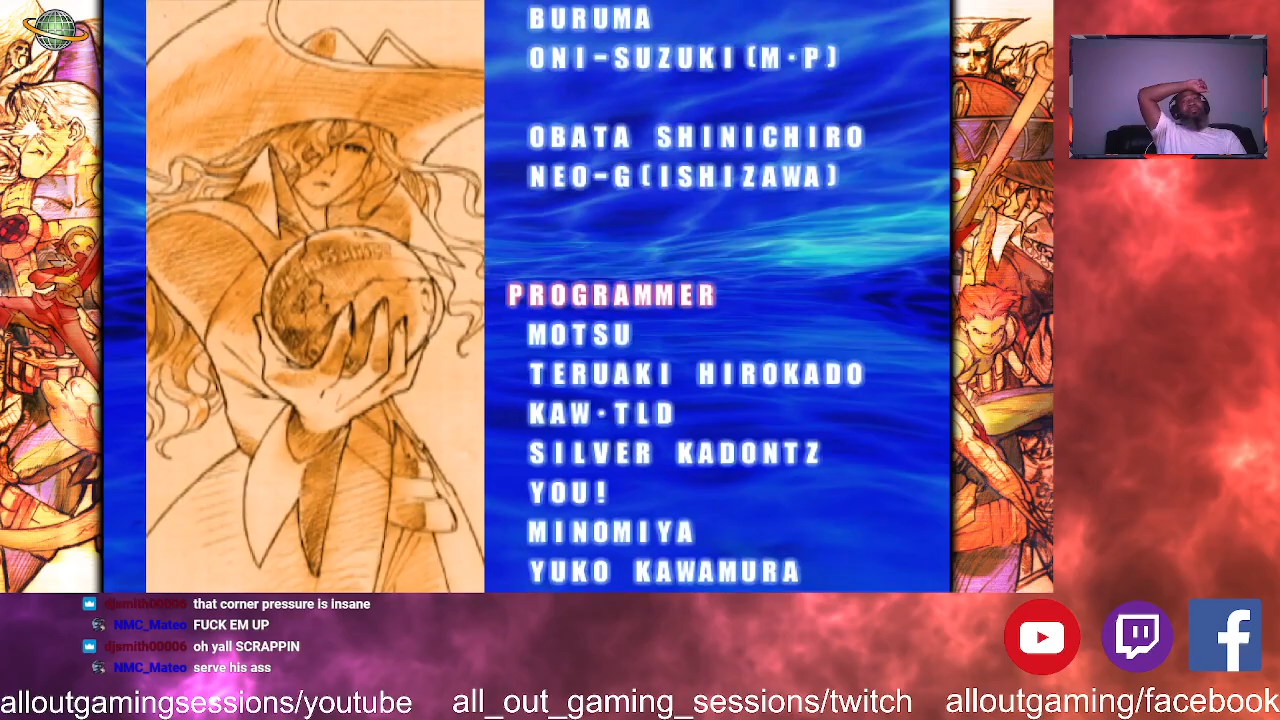 BURUMA
ONI-SUZUKI(M·P)
OBATA SHINICHIRO
NEO-G(ISHIZAWA)
PROGRAMMER
MOTSU
TERUAKI HIROKADO
KAW·TLD
SILVER KADONTZ
YOU!
MINOMIYA
YUKO KAWAMURA
djsmith00006 that corner pressure is insane
NMC_Mateo FUCK EM UP
djsmith00006 oh yall SCRAPPIN
NMC_Mateo serve his ass
alloutgamingsessions/youtube all_out_gaming_sessions/twitch alloutgaming/facebook